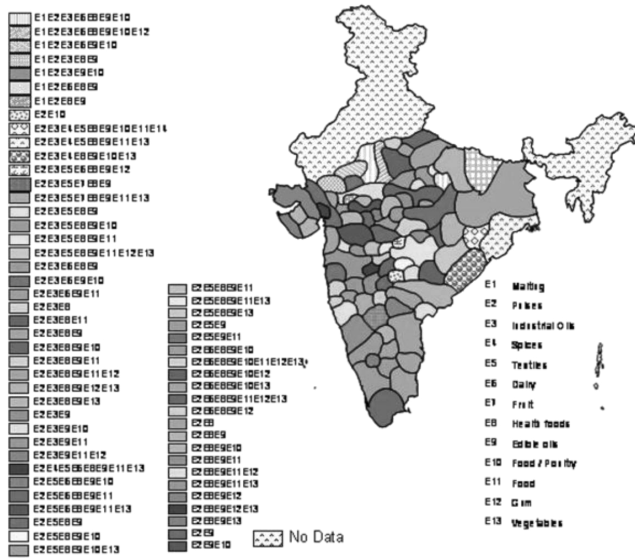 E1E2E3E6E8E9E10
E1E2E3E6E8E9E10E12
E1E2E3E6E9E10
E1E2E3E8E9
E1E2E3E9E10
E1E2E6E8E9
E1E2E8E9
E2E10
E2E3E4E5E8E9E10E11E14
E2E3E4E5E8E9E11E13
E2E3E4E8E9E10E13
E2E3E5E6E8E9E12
E2E3E5E7E8E9
E2E3E5E7E8E9E11E13
E2E3E5E8E9
E2E3E5E8E9E10
E2E3E5E8E9E11
E2E3E5E8E9E11E12E13
E2E3E6E8E9
E2E3E6E9E10
E2E3E6E9E11
E2E3E8
E2E3E8E11
E2E3E8E9
E2E3E8E9E10
E2E3E8E9E11
E2E3E8E9E11E12
E2E3E8E9E12E13
E2E3E8E9E13
E2E3E9
E2E3E9E10
E2E3E9E11
E2E3E9E11E12
E2E4E5E6E8E9E11E13
E2E5E6E8E9E10
E2E5E6E8E9E11
E2E5E6E8E9E11E13
E2E5E8E9
E2E5E8E9E10
E2E5E8E9E10E13
E2E5E8E9E11
E2E5E8E9E11E13
E2E5E8E9E13
E2E5E9
E2E5E9E11
E2E6E8E9E10
E2E6E8E9E10E11E12E13
E2E6E8E9E10E12
E2E6E8E9E10E13
E2E6E8E9E11E12E13
E2E6E8E9E12
E2E8
E2E8E9
E2E8E9E10
E2E8E9E11
E2E8E9E11E12
E2E8E9E11E13
E2E8E9E12
E2E8E9E12E13
E2E8E9E13
E2E9
E2E9E10
No Data
E1 Malting
E2 Pulses
E3 Industrial Oils
E4 Spices
E5 Textiles
E6 Dairy
E7 Fruit
E8 Health foods
E9 Edible oils
E10 Food / Poultry
E11 Food
E12 Gum
E13 Vegetables